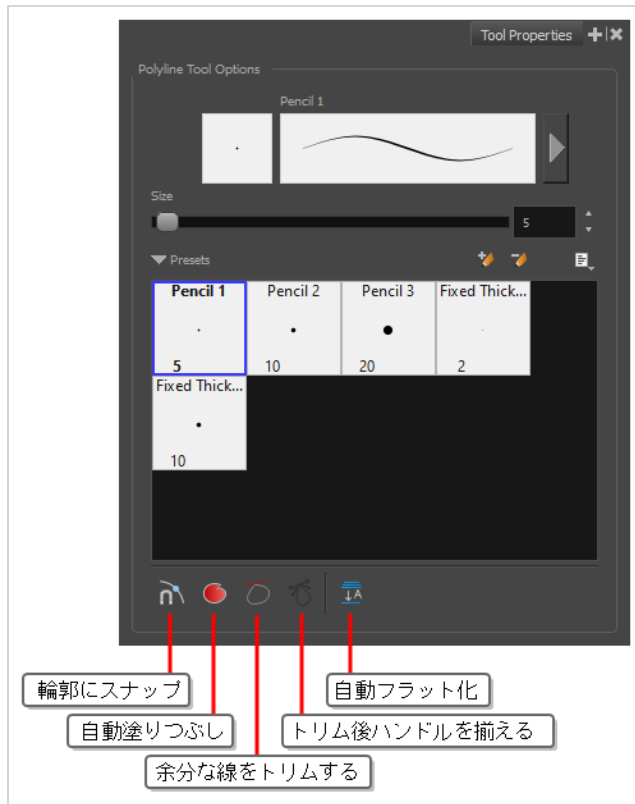 Tool Properties
Polyline Tool Options
Pencil 1
Size
5
Presets
Pencil 1 Pencil 2 Pencil 3 Fixed Thick...
5 10 20 2
Fixed Thick...
10
輪郭にスナップ 自動フラット化
自動塗りつぶし トリム後ハンドルを揃える
余分な線をトリムする